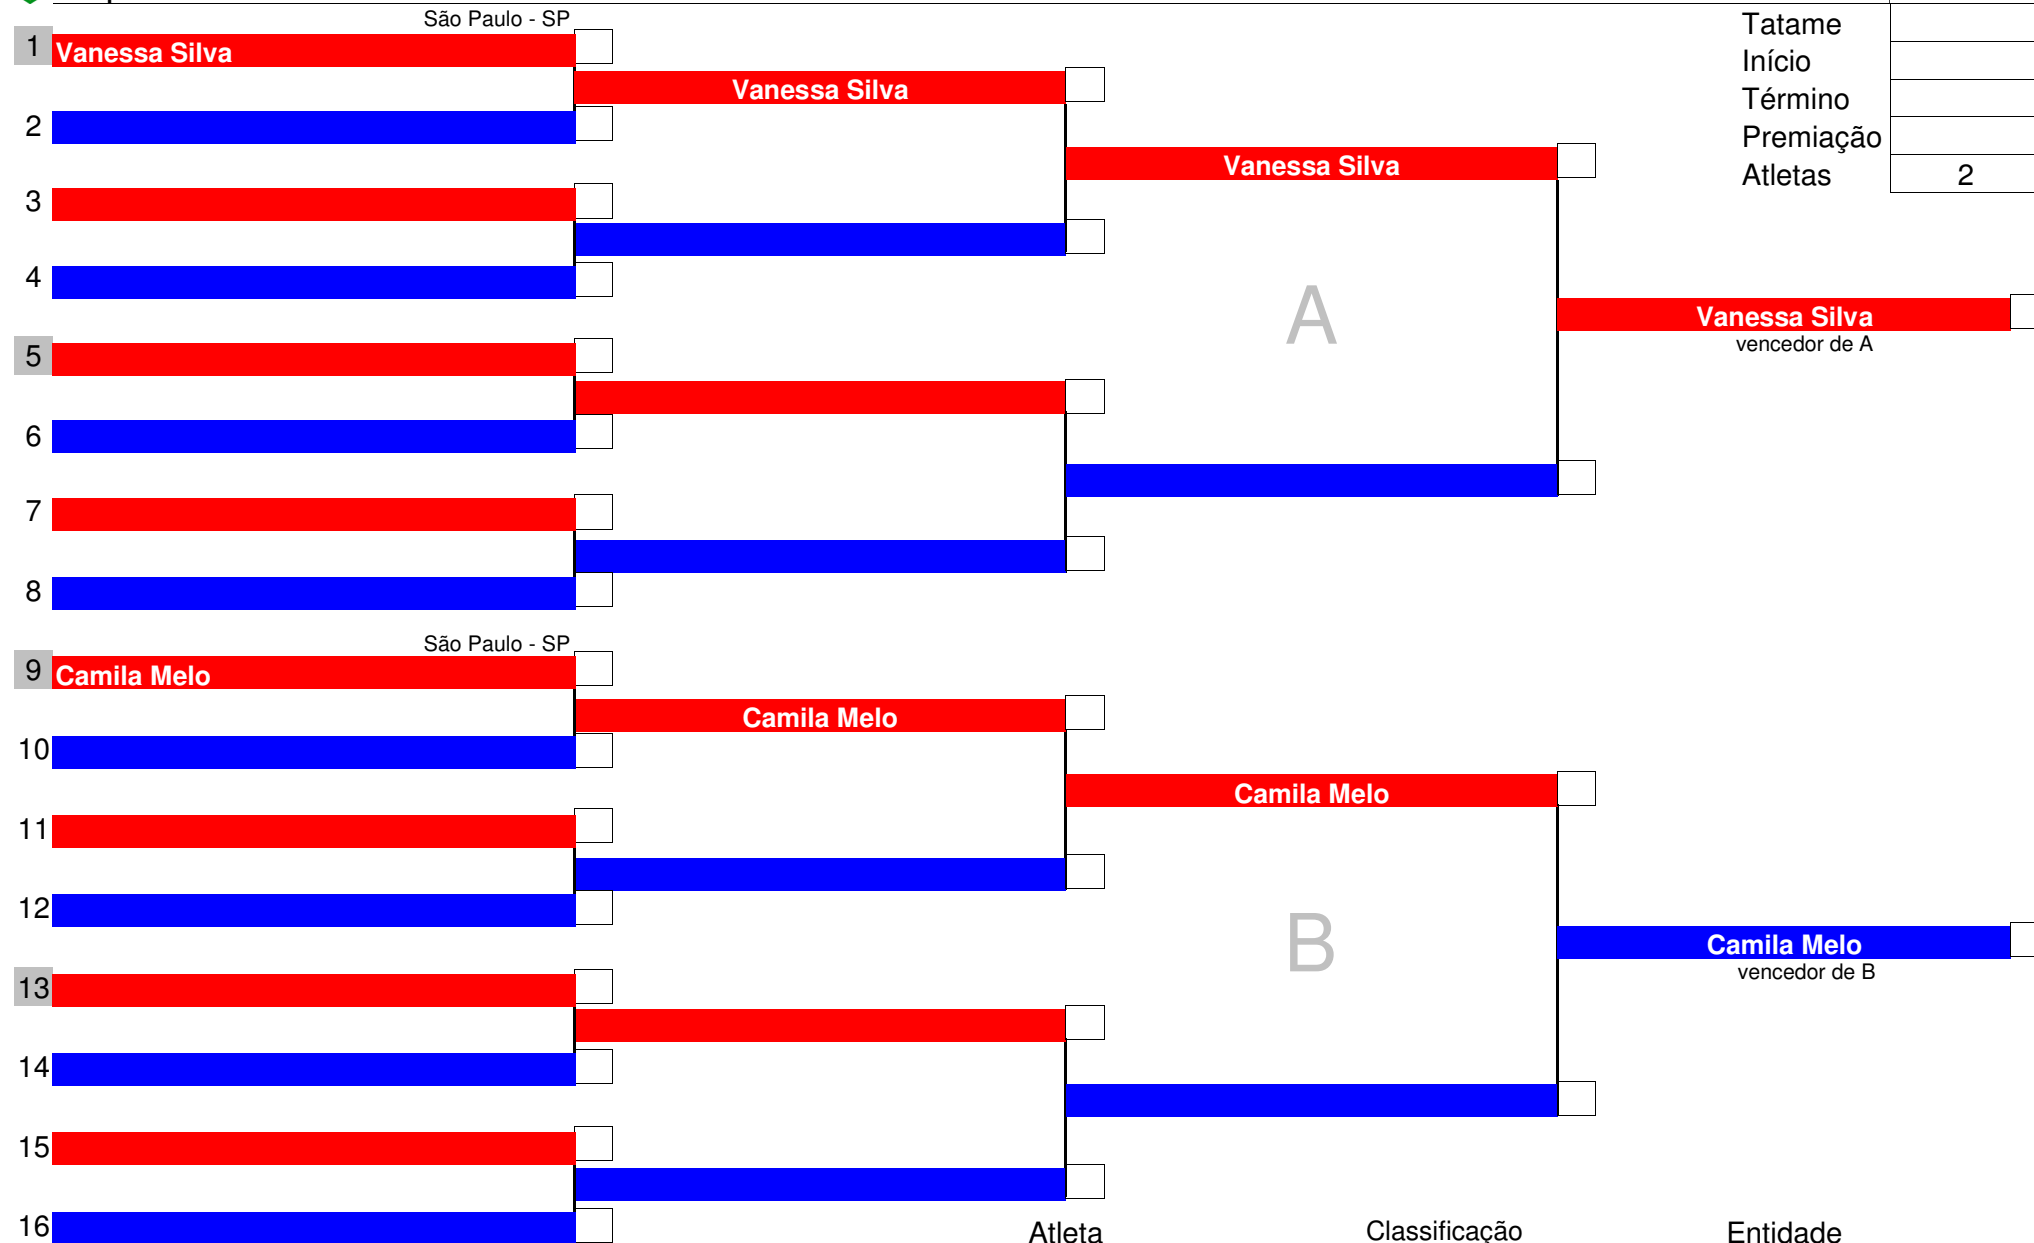 São Paulo - SP
Tatame
1 Vanessa Silva
Início
Vanessa Silva
Término
2
Premiação
Vanessa Silva
Atletas 2
3
4
A
Vanessa Silva
vencedor de A
5
6
7
8
São Paulo - SP
9 Camila Melo
Camila Melo
10
Camila Melo
11
12
B
Camila Melo
vencedor de B
13
14
15
16
Atleta Classificação Entidade